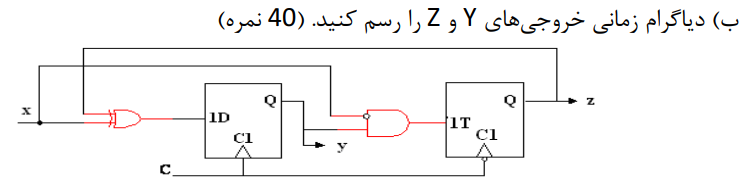 ب) دیاگرام زمانی خروجی‌های Y و Z را رسم کنید. (40 نمره)
x
1D
C1
Q
y
1T
C1
Q
z
C